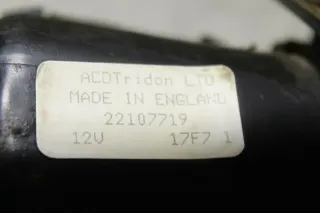 ACDTridon LTD
MADE IN ENGLAND
22107719
12V 17F7 1